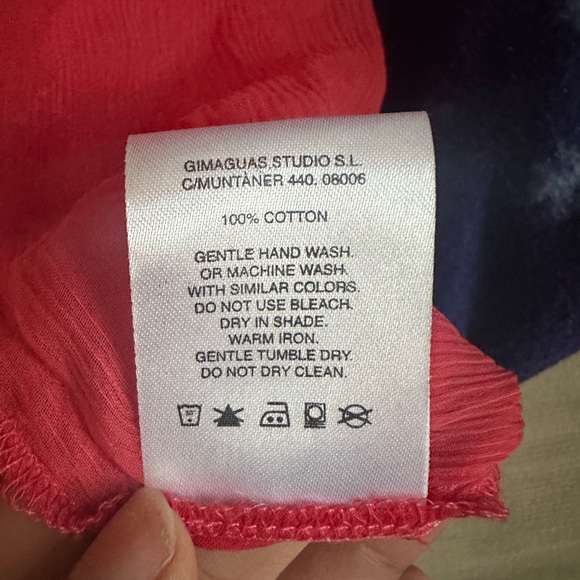 GIMAGUAS.STUDIO S.L.
C/MUNTÀNER 440. 08006
100% COTTON
GENTLE HAND WASH.
OR MACHINE WASH.
WITH SIMILAR COLORS.
DO NOT USE BLEACH.
DRY IN SHADE.
WARM IRON.
GENTLE TUMBLE DRY.
DO NOT DRY CLEAN.